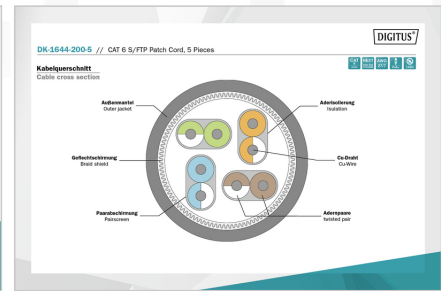 DIGITUS®
DK-1644-200-5 // CAT 6 S/FTP Patch Cord, 5 Pieces
Kabelquerschnitt
Cable cross section
Außenmantel
Outer jacket
Aderisolierung
Insulation
Geflechtschirmung
Braid shield
Cu-Draht
Cu-Wire
Paarabschirmung
Pairscreen
Adernpaare
twisted pair